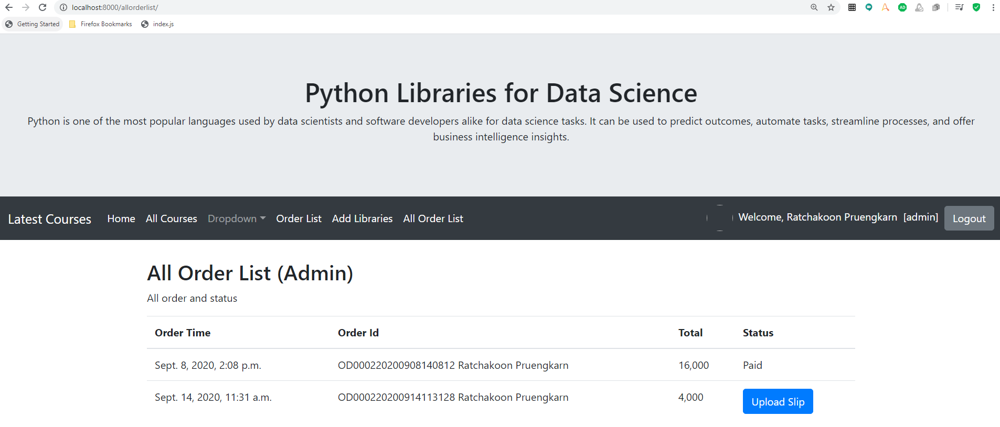 localhost:8000/allorderlist/
AD
Getting Started Firefox Bookmarks index.js
Python Libraries for Data Science
Python is one of the most popular languages used by data scientists and software developers alike for data science tasks. It can be used to predict outcomes, automate tasks, streamline processes, and offer
business intelligence insights.
Latest Courses Home All Courses Dropdown Order List Add Libraries All Order List Welcome, Ratchakoon Pruengkarn [admin] Logout
All Order List (Admin)
All order and status
Order Time Order Id Total Status
Sept. 8, 2020, 2:08 p.m. OD000220200908140812 Ratchakoon Pruengkarn 16,000 Paid
Sept. 14, 2020, 11:31 a.m. OD000220200914113128 Ratchakoon Pruengkarn 4,000 Upload Slip